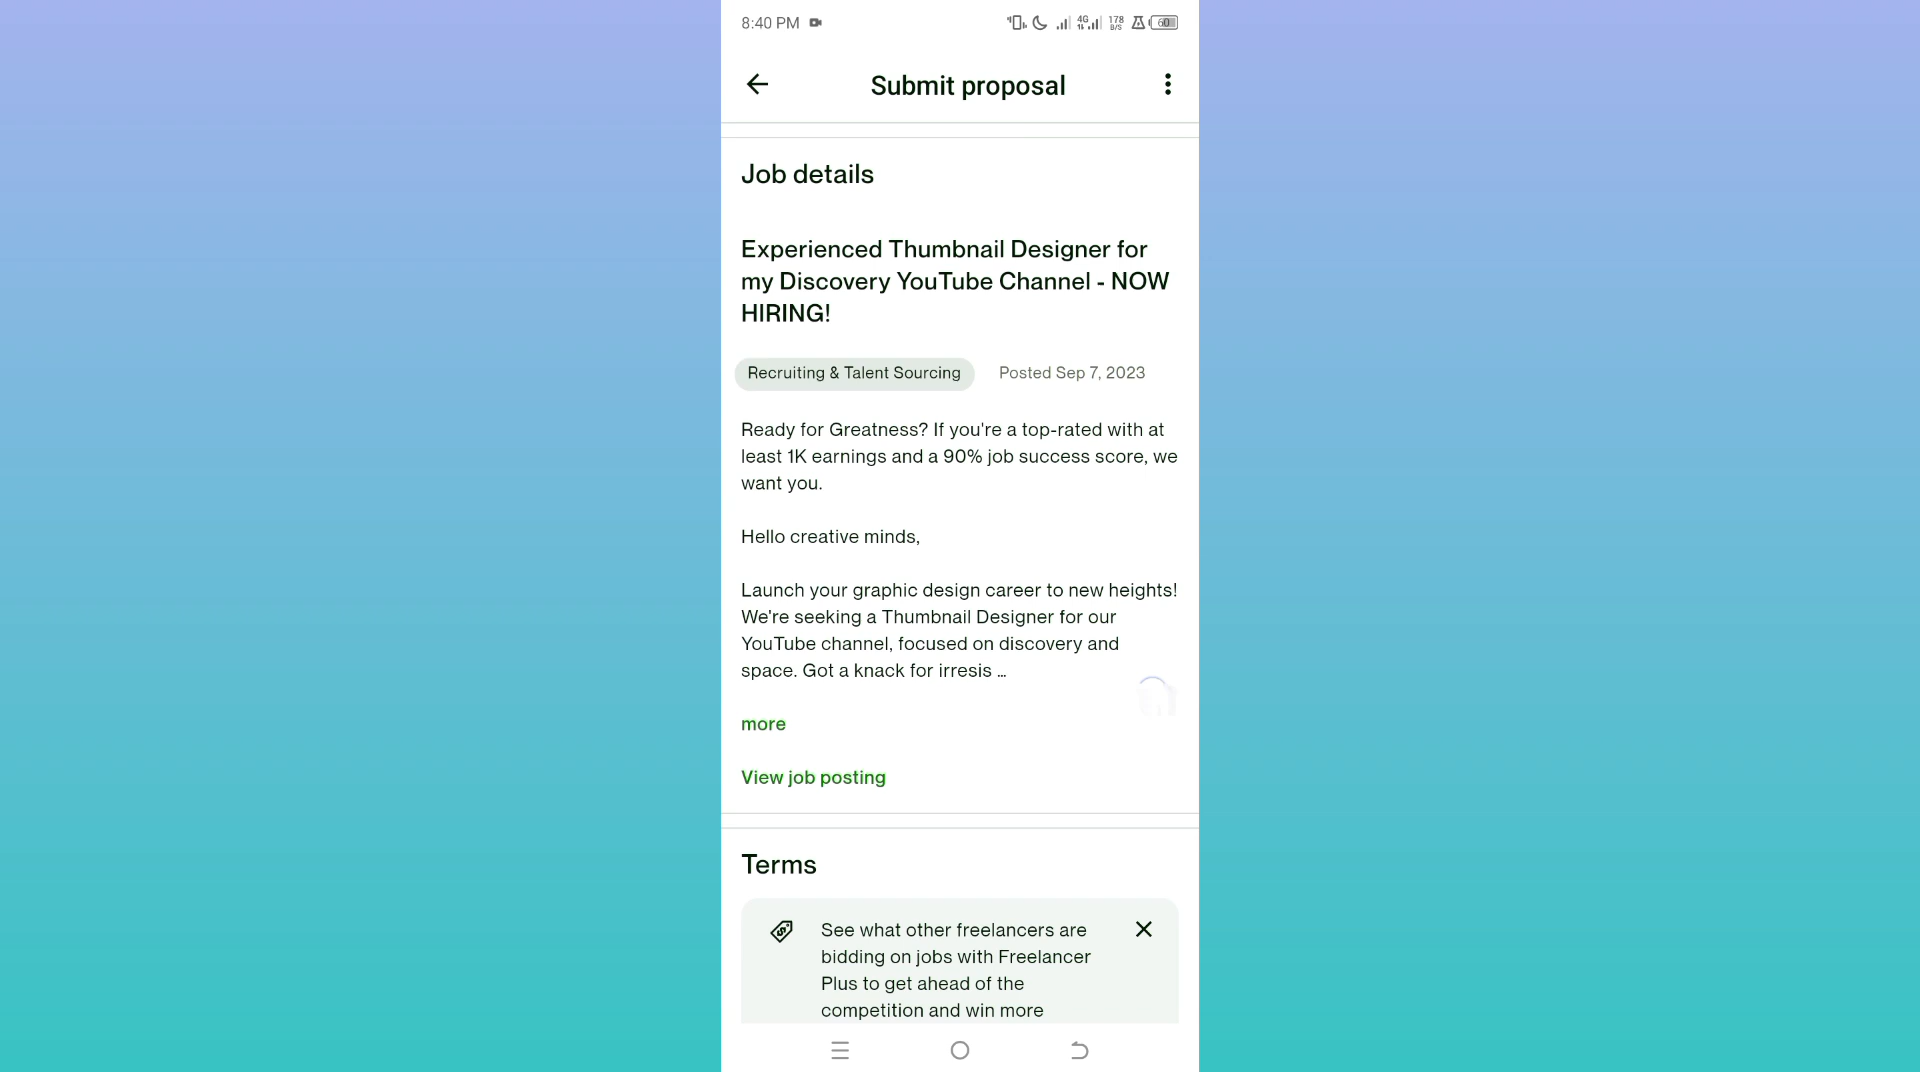 8:40 PM
4G
178
B/S
60
Submit proposal
Job details
Experienced Thumbnail Designer for
my Discovery YouTube Channel - NOW
HIRING!
Recruiting & Talent Sourcing
Posted Sep 7, 2023
Ready for Greatness? If you're a top-rated with at
least 1K earnings and a 90% job success score, we
want you.
Hello creative minds,
Launch your graphic design career to new heights!
We're seeking a Thumbnail Designer for our
YouTube channel, focused on discovery and
space. Got a knack for irresis ...
more
View job posting
Terms
See what other freelancers are
bidding on jobs with Freelancer
Plus to get ahead of the
competition and win more